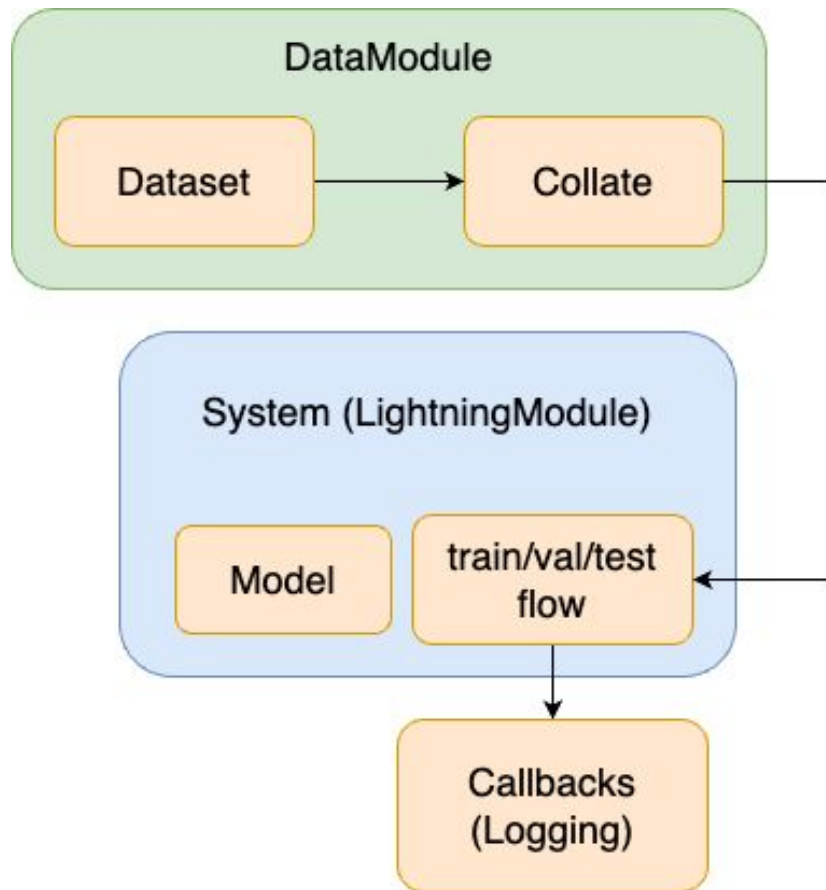 DataModule
Dataset
Collate
System (LightningModule)
Model
train/val/test
flow
Callbacks
(Logging)